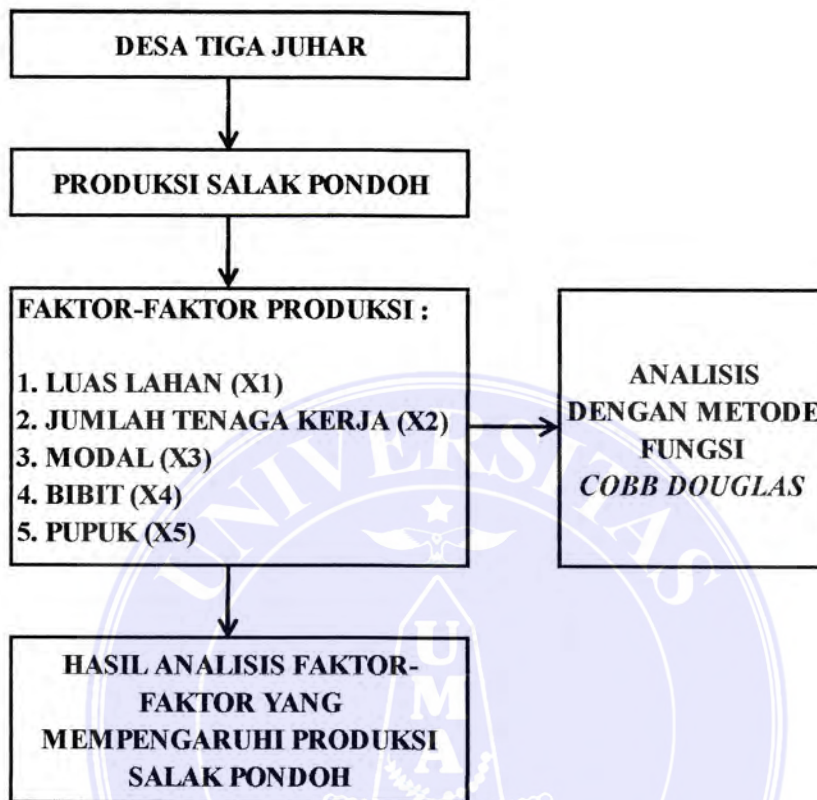 DESA TIGA JUHAR
PRODUKSI SALAK PONDOH
FAKTOR-FAKTOR PRODUKSI :
1. LUAS LAHAN (X1)
2. JUMLAH TENAGA KERJA (X2)
3. MODAL (X3)
4. BIBIT (X4)
5. PUPUK (X5)
ANALISIS
DENGAN METODE
FUNGSI
COBB DOUGLAS
HASIL ANALISIS FAKTOR-
FAKTOR YANG
MEMPENGARUHI PRODUKSI
SALAK PONDOH
UNIVERSITAS
U
M
A